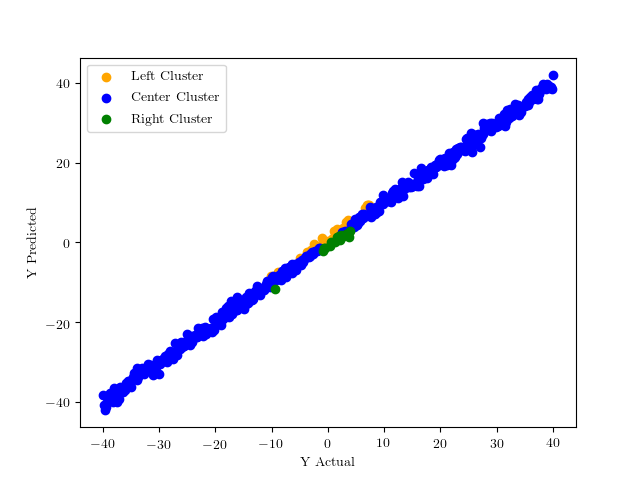 Left Cluster
Center Cluster
Right Cluster
40
20
0
−20
−40
Y Predicted
−40 −30 −20 −10 0 10 20 30 40
Y Actual